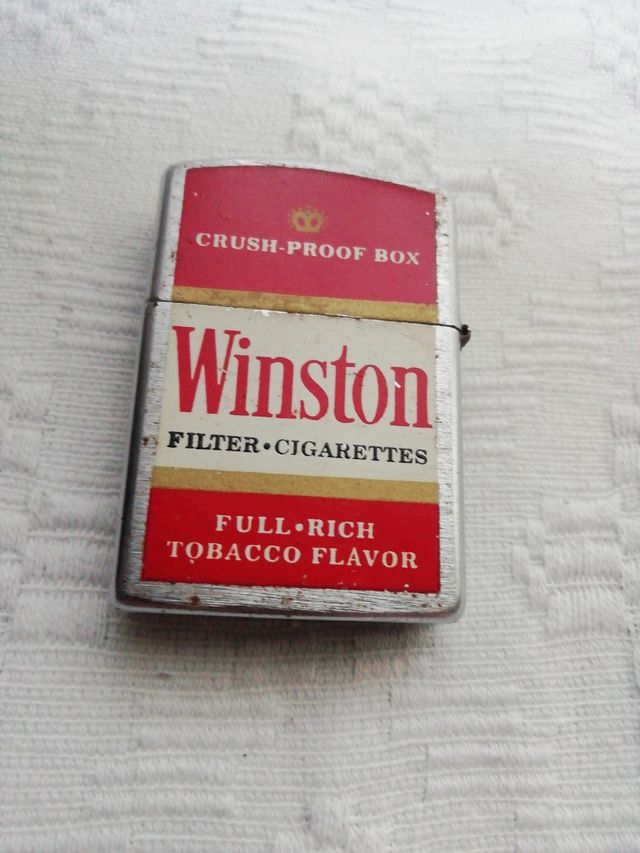 CRUSH-PROOF BOX
Winston
FILTER•CIGARETTES
FULL•RICH
TOBACCO FLAVOR